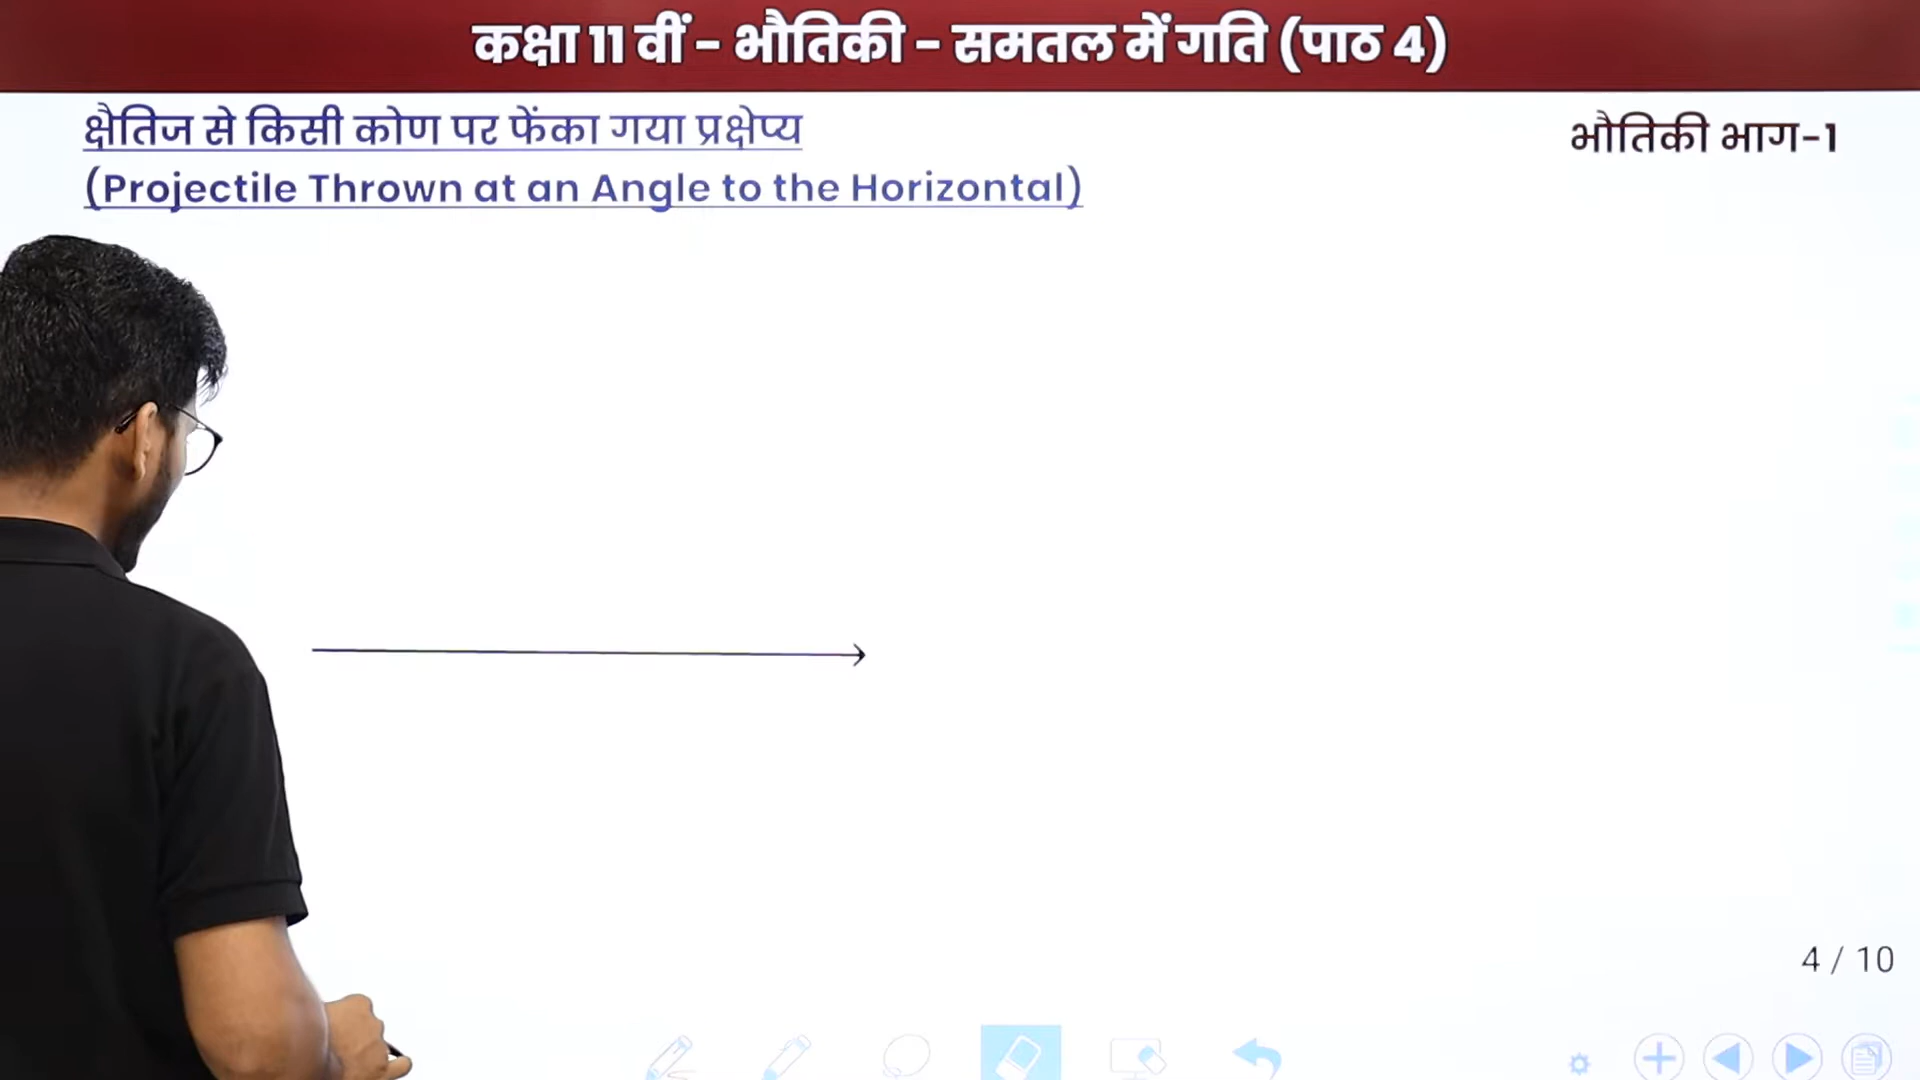 कक्षा 11 वीं - भौतिकी - समतल में गति (पाठ 4)
क्षैतिज से किसी कोण पर फेंका गया प्रक्षेप्य
भौतिकी भाग-1
(Projectile Thrown at an Angle to the Horizontal)
4 / 10